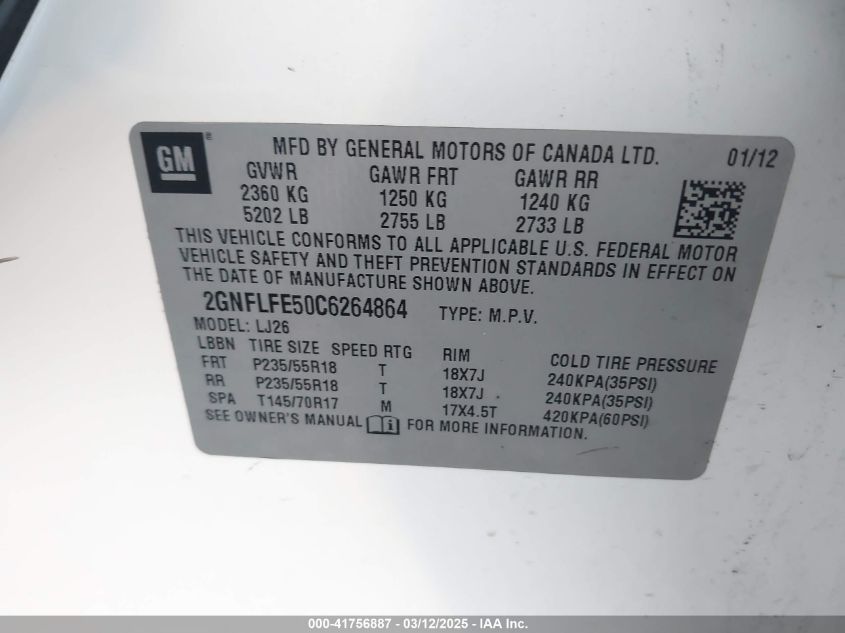 GM
MFD BY GENERAL MOTORS OF CANADA LTD. 01/12
GVWR GAWR FRT GAWR RR
2360 KG 1250 KG 1240 KG
5202 LB 2755 LB 2733 LB
THIS VEHICLE CONFORMS TO ALL APPLICABLE U.S. FEDERAL MOTOR
VEHICLE SAFETY AND THEFT PREVENTION STANDARDS IN EFFECT ON
THE DATE OF MANUFACTURE SHOWN ABOVE.
2GNFLFE50C6264864 TYPE: M.P.V.
MODEL: LJ26
LBBN TIRE SIZE SPEED RTG RIM COLD TIRE PRESSURE
FRT P235/55R18 T 18X7J 240KPA(35PSI)
RR P235/55R18 T 18X7J 240KPA(35PSI)
SPA T145/70R17 M 17X4.5T 420KPA(60PSI)
SEE OWNER'S MANUAL i FOR MORE INFORMATION.
000-41756887 - 03/12/2025 - IAA Inc.